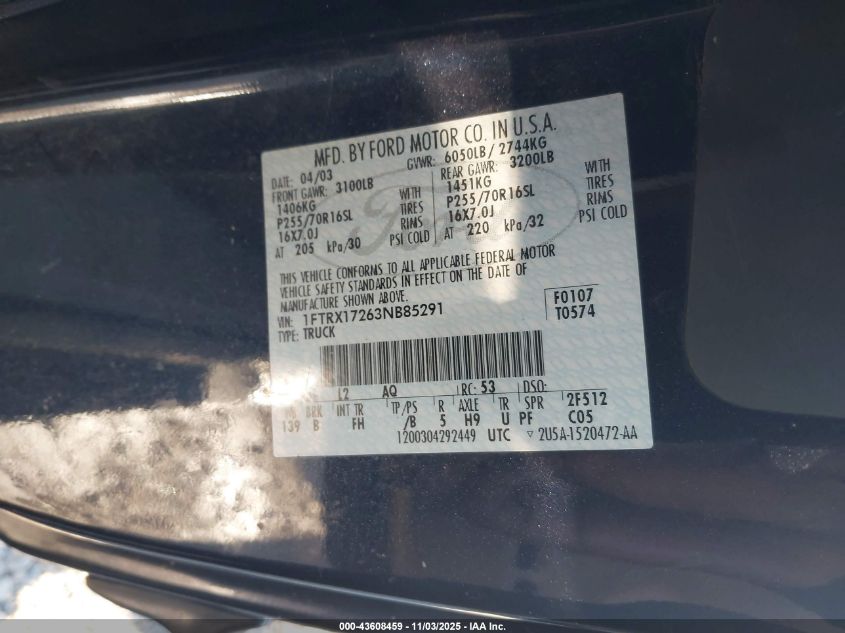 MFD. BY FORD MOTOR CO. IN U.S.A.
DATE: 04/03 GVWR: 6050LB/ 2744KG
FRONT GAWR: 3100LB REAR GAWR: 3200LB
1406KG WITH 1451KG WITH
P255/70R16SL TIRES P255/70R16SL TIRES
16X7.0J RIMS 16X7.0J RIMS
AT 205 kPa/30 PSI COLD AT 220 kPa/32 PSI COLD
Ford
THIS VEHICLE CONFORMS TO ALL APPLICABLE FEDERAL MOTOR
VEHICLE SAFETY STANDARDS IN EFFECT ON THE DATE OF
MANUFACTURE SHOWN ABOVE.
VIN: 1FTRX17263NB85291 F0107
TYPE: TRUCK T0574
L2 AQ RC: 53 DSO:
WB BRK INT TR TP/PS R AXLE TR SPR 2F512
139 B FH /B 5 H9 U PF C05
1200304292449 UTC ▽ 2U5A-1520472-AA
000-43608459 - 11/03/2025 - IAA Inc.